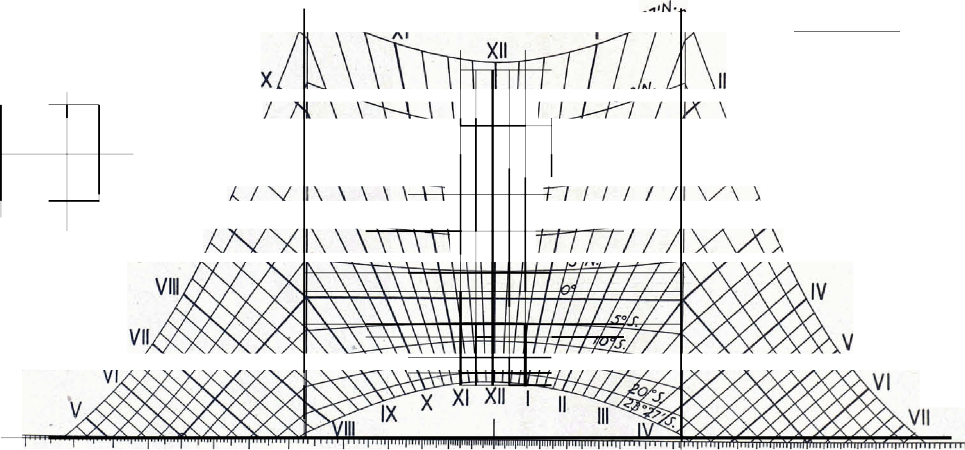 XII
X II
0°
5°S.
VIII IV
10°S.
VII V
VI VI
20°S.
23°27'S.
V IX X XI XII I II III VII
VIII IV